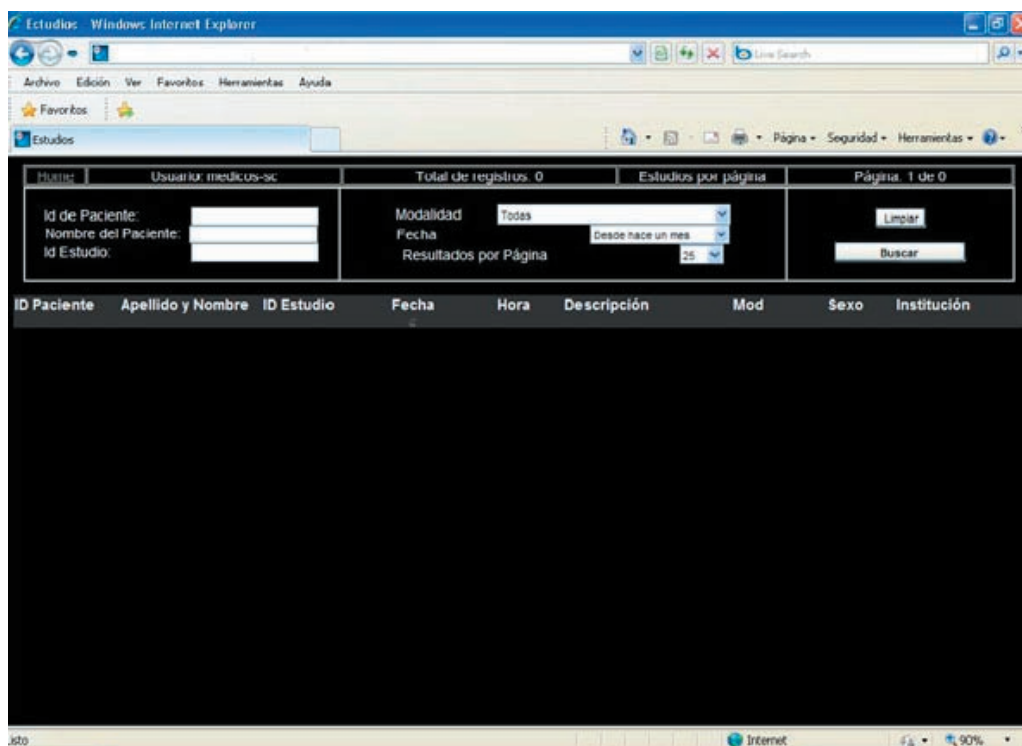 Estudios - Windows Internet Explorer
Live Search
Archivo Edición Ver Favoritos Herramientas Ayuda
Favoritos
Estudios
Página Seguridad Herramientas
Home Usuario: medicos-sc Total de registros: 0 Estudios por página Página: 1 de 0
Id de Paciente: Modalidad Todas Limpiar
Nombre del Paciente: Fecha Desde hace un mes
Id Estudio: Resultados por Página 25 Buscar
ID Paciente Apellido y Nombre ID Estudio Fecha Hora Descripción Mod Sexo Institución
Listo Internet 90%